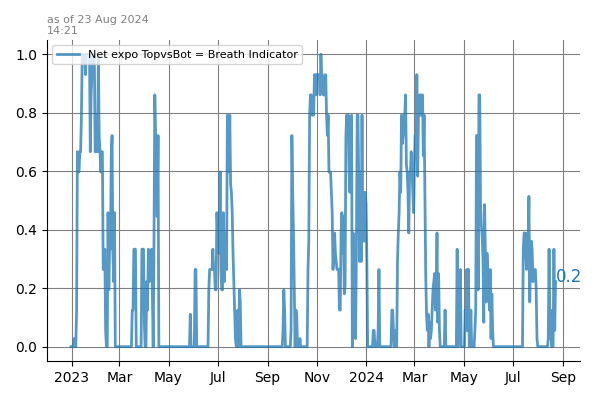 as of 23 Aug 2024
14:21
Net expo TopvsBot = Breath Indicator
1.0
0.8
0.6
0.4
0.2
0.0
0.2
2023 Mar May Jul Sep Nov 2024 Mar May Jul Sep